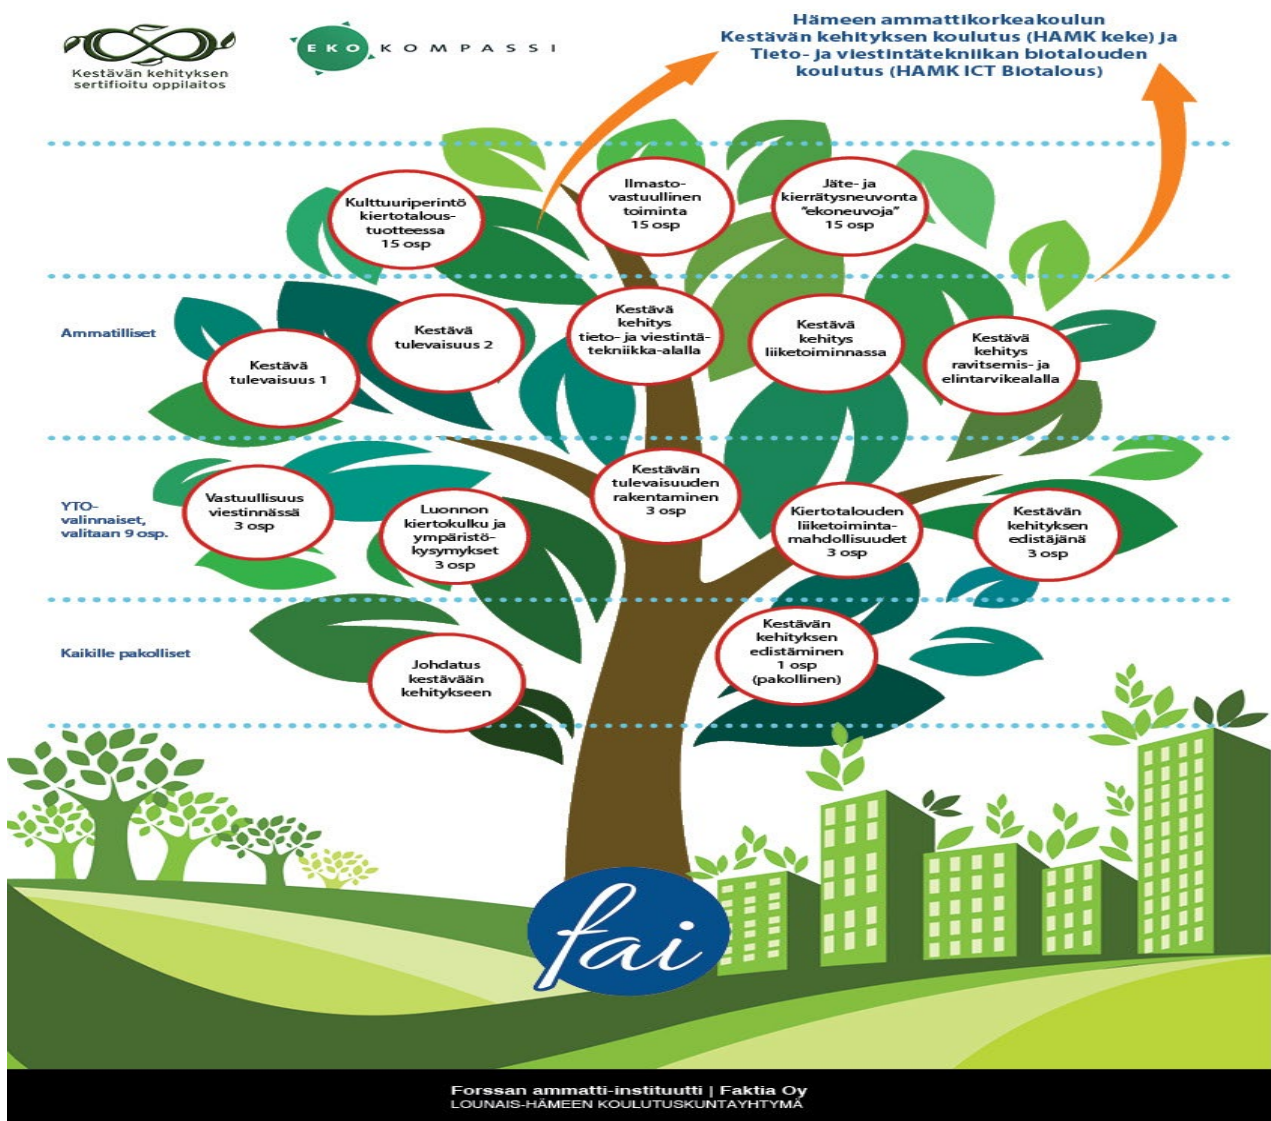 Kestävän kehityksen
sertifioitu oppilaitos
EKOKOMPASSI
Hämeen ammattikorkeakoulun
Kestävän kehityksen koulutus (HAMK keke) ja
Tieto- ja viestintätekniikan biotalouden
koulutus (HAMK ICT Biotalous)
Kulttuuriperintö
kiertotalous-
tuotteessa
15 osp
Ilmasto-
vastuullinen
toiminta
15 osp
Jäte- ja
kierrätysneuvonta
"ekoneuvoja"
15 osp
Ammatilliset
Kestävä
tulevaisuus 1
Kestävä
tulevaisuus 2
Kestävä
kehitys
tieto- ja viestintä-
tekniikka-alalla
Kestävä
kehitys
liiketoiminnassa
Kestävä
kehitys
ravitsemis- ja
elintarvikealalla
YTO-
valinnaiset,
valitaan 9 osp.
Vastuullisuus
viestinnässä
3 osp
Luonnon
kiertokulku ja
ympäristö-
kysymykset
3 osp
Kestävän
tulevaisuuden
rakentaminen
3 osp
Kiertotalouden
liiketoiminta-
mahdollisuudet
3 osp
Kestävän
kehityksen
edistäjänä
3 osp
Kaikille pakolliset
Johdatus
kestävään
kehitykseen
Kestävän
kehityksen
edistäminen
1 osp
(pakollinen)
fai
Forssan ammatti-instituutti | Faktia Oy
LOUNAIS-HÄMEEN KOULUTUSKUNTAYHTYMÄ